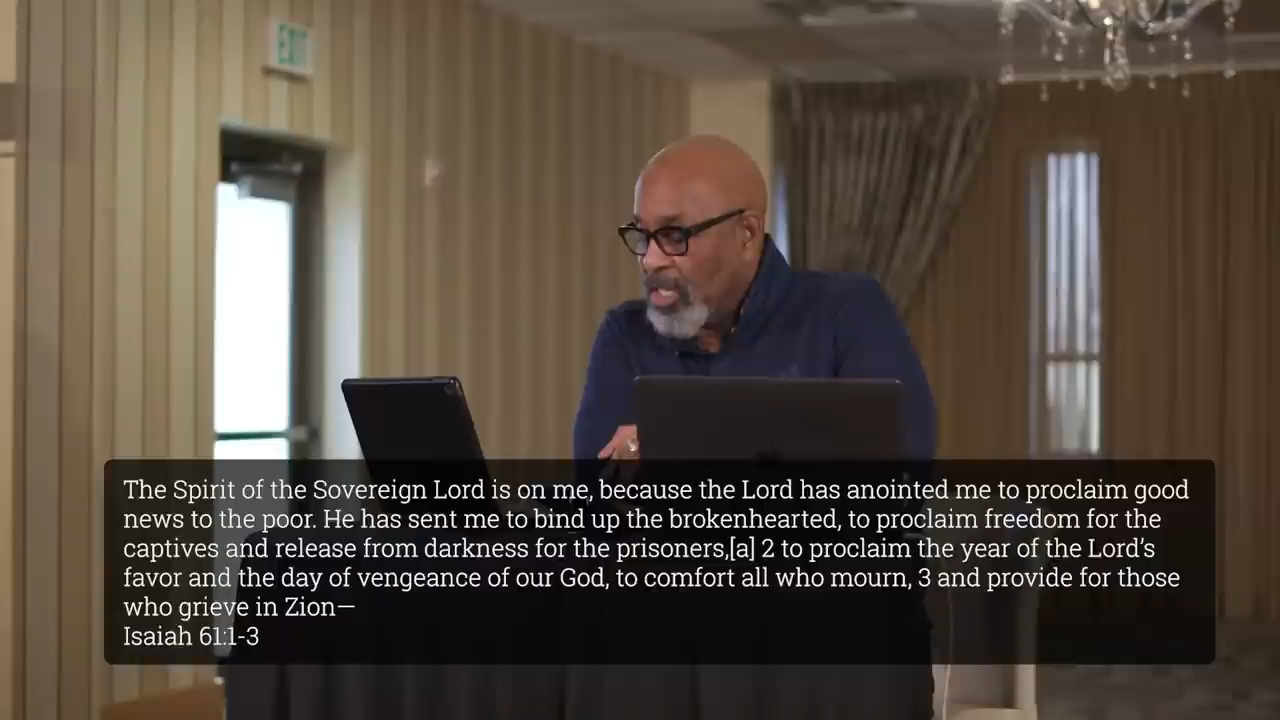 EXIT
The Spirit of the Sovereign Lord is on me, because the Lord has anointed me to proclaim good
news to the poor. He has sent me to bind up the brokenhearted, to proclaim freedom for the
captives and release from darkness for the prisoners,[a] 2 to proclaim the year of the Lord's
favor and the day of vengeance of our God, to comfort all who mourn, 3 and provide for those
who grieve in Zion—
Isaiah 61:1-3